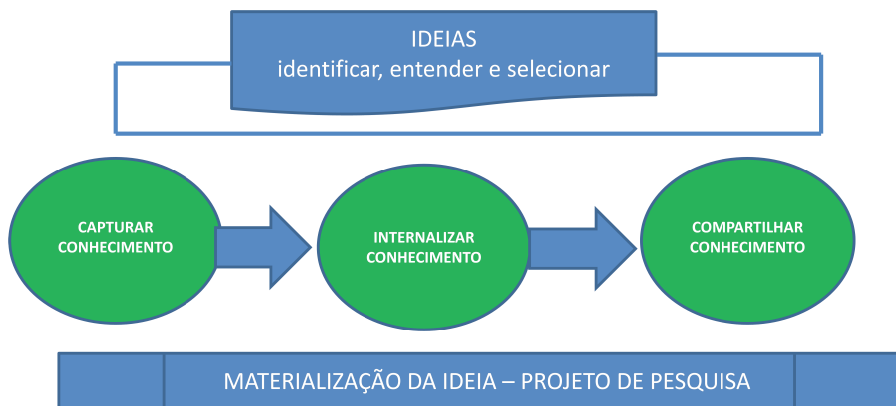 IDEIAS
identificar, entender e selecionar
CAPTURAR
CONHECIMENTO
INTERNALIZAR
CONHECIMENTO
COMPARTILHAR
CONHECIMENTO
MATERIALIZAÇÃO DA IDEIA – PROJETO DE PESQUISA